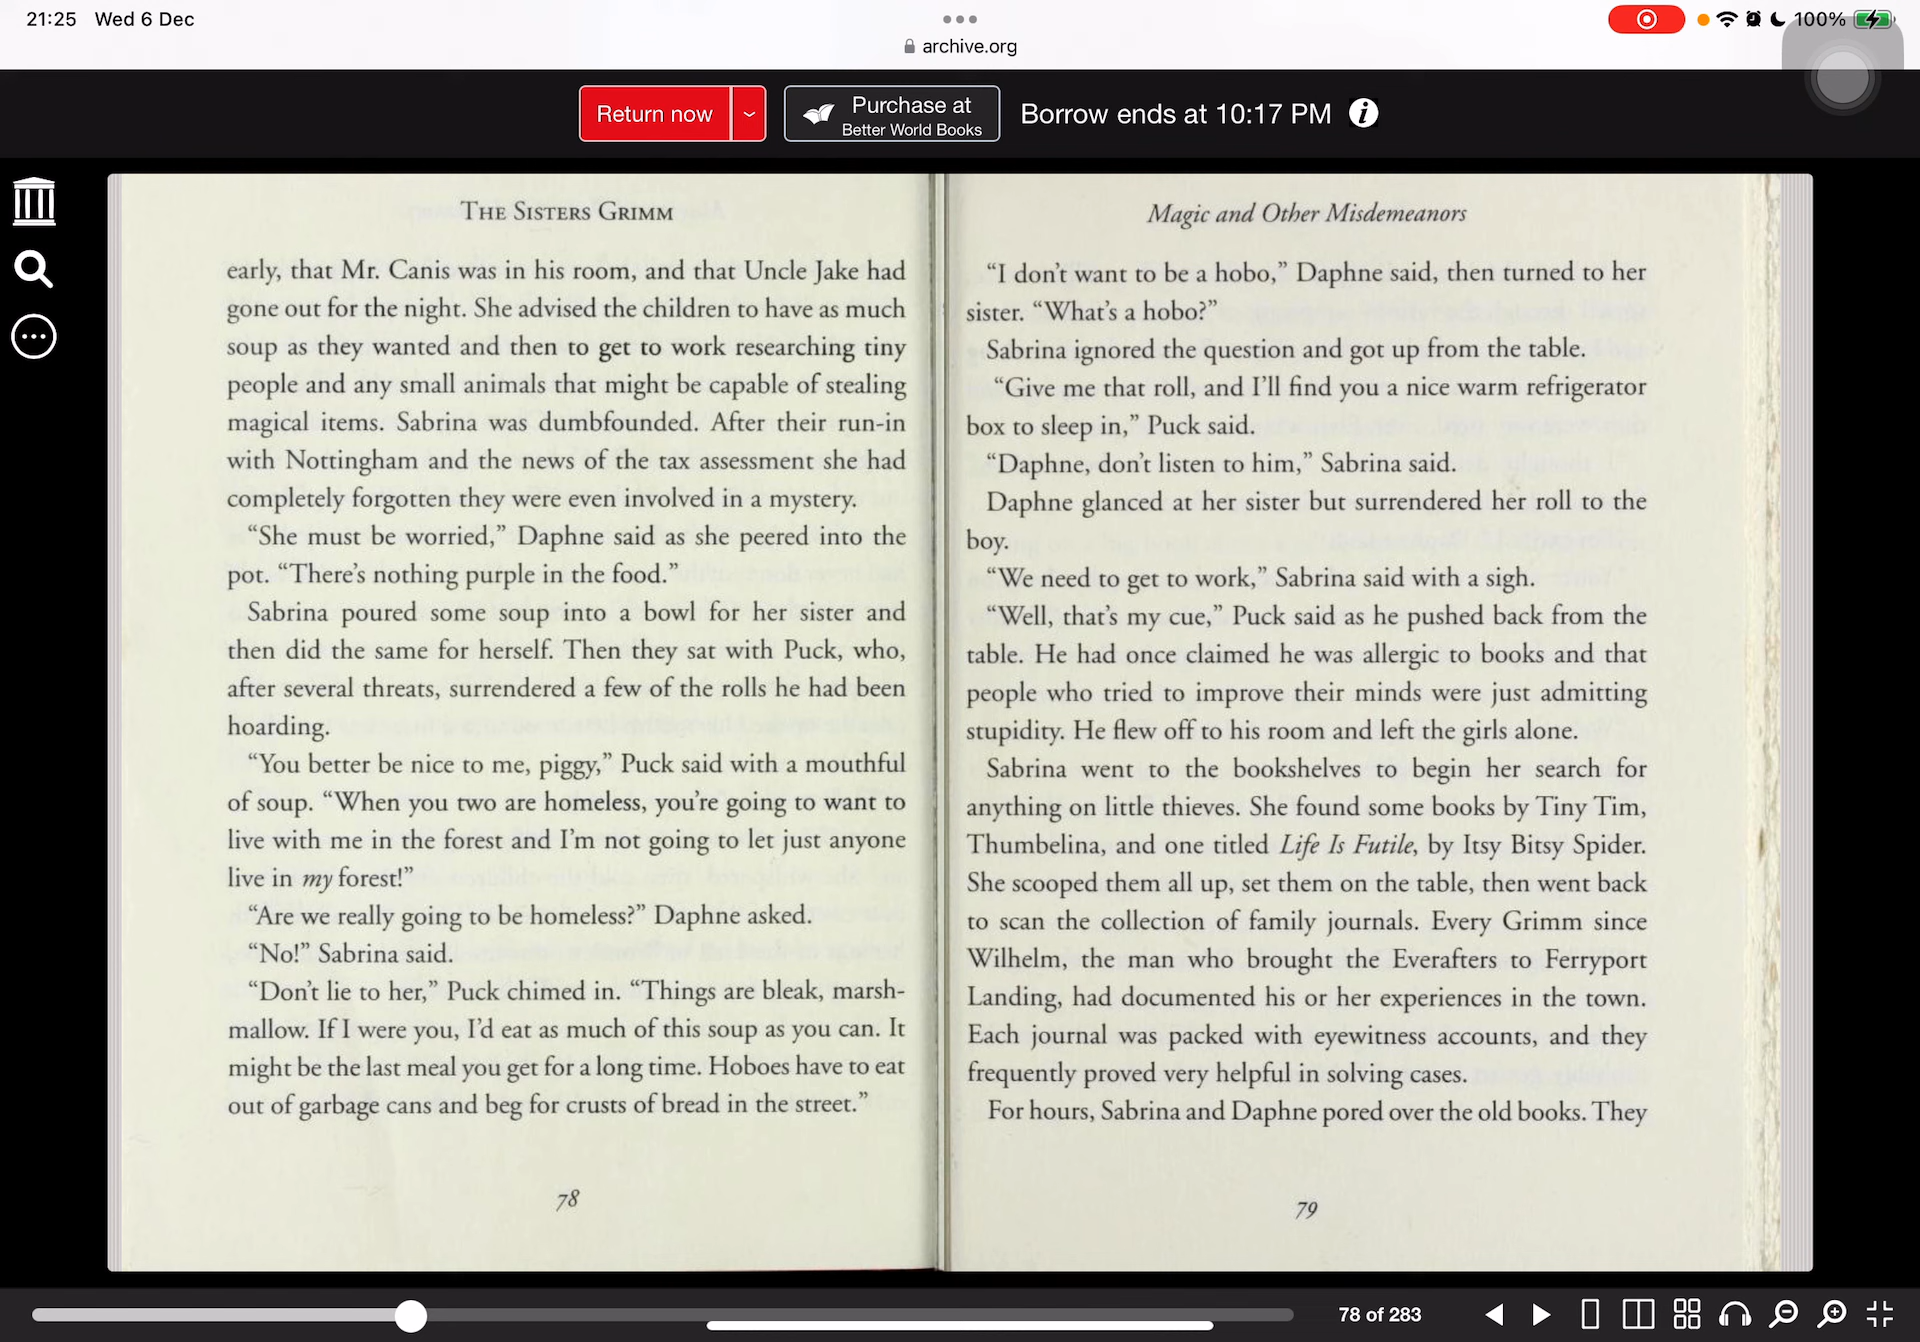 21:25 Wed 6 Dec
100%
archive.org
Return now
Purchase at
Better World Books
Borrow ends at 10:17 PM
THE SISTERS GRIMM
early, that Mr. Canis was in his room, and that Uncle Jake had
gone out for the night. She advised the children to have as much
soup as they wanted and then to get to work researching tiny
people and any small animals that might be capable of stealing
magical items. Sabrina was dumbfounded. After their run-in
with Nottingham and the news of the tax assessment she had
completely forgotten they were even involved in a mystery.
“She must be worried,” Daphne said as she peered into the
pot. “There’s nothing purple in the food.”
Sabrina poured some soup into a bowl for her sister and
then did the same for herself. Then they sat with Puck, who,
after several threats, surrendered a few of the rolls he had been
hoarding.
“You better be nice to me, piggy,” Puck said with a mouthful
of soup. “When you two are homeless, you’re going to want to
live with me in the forest and I’m not going to let just anyone
live in my forest!”
“Are we really going to be homeless?” Daphne asked.
“No!” Sabrina said.
“Don’t lie to her,” Puck chimed in. “Things are bleak, marsh-
mallow. If I were you, I’d eat as much of this soup as you can. It
might be the last meal you get for a long time. Hoboes have to eat
out of garbage cans and beg for crusts of bread in the street.”
78
Magic and Other Misdemeanors
“I don’t want to be a hobo,” Daphne said, then turned to her
sister. “What’s a hobo?”
Sabrina ignored the question and got up from the table.
“Give me that roll, and I’ll find you a nice warm refrigerator
box to sleep in,” Puck said.
“Daphne, don’t listen to him,” Sabrina said.
Daphne glanced at her sister but surrendered her roll to the
boy.
“We need to get to work,” Sabrina said with a sigh.
“Well, that’s my cue,” Puck said as he pushed back from the
table. He had once claimed he was allergic to books and that
people who tried to improve their minds were just admitting
stupidity. He flew off to his room and left the girls alone.
Sabrina went to the bookshelves to begin her search for
anything on little thieves. She found some books by Tiny Tim,
Thumbelina, and one titled Life Is Futile, by Itsy Bitsy Spider.
She scooped them all up, set them on the table, then went back
to scan the collection of family journals. Every Grimm since
Wilhelm, the man who brought the Everafters to Ferryport
Landing, had documented his or her experiences in the town.
Each journal was packed with eyewitness accounts, and they
frequently proved very helpful in solving cases.
For hours, Sabrina and Daphne pored over the old books. They
79
78 of 283